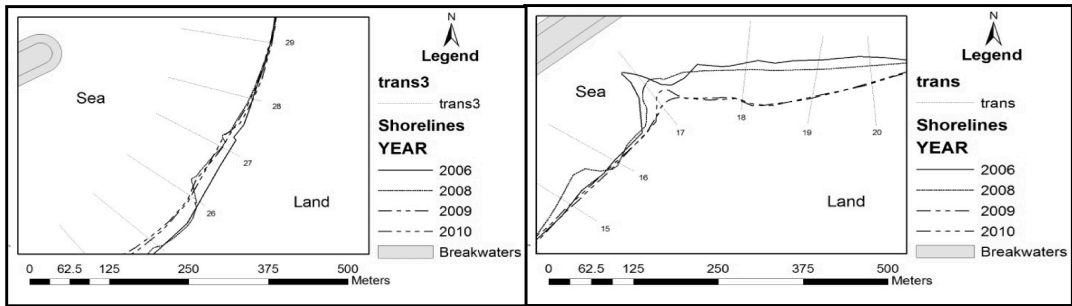 N
Legend
trans3
trans3
Shorelines
YEAR
2006
2008
2009
2010
Breakwaters
Sea
Land
29
28
27
26
0 62.5 125 250 375 500
Meters
N
Legend
trans
trans
Shorelines
YEAR
2006
2008
2009
2010
Breakwaters
Sea
Land
17
18
19
20
16
15
0 62.5 125 250 375 500
Meters